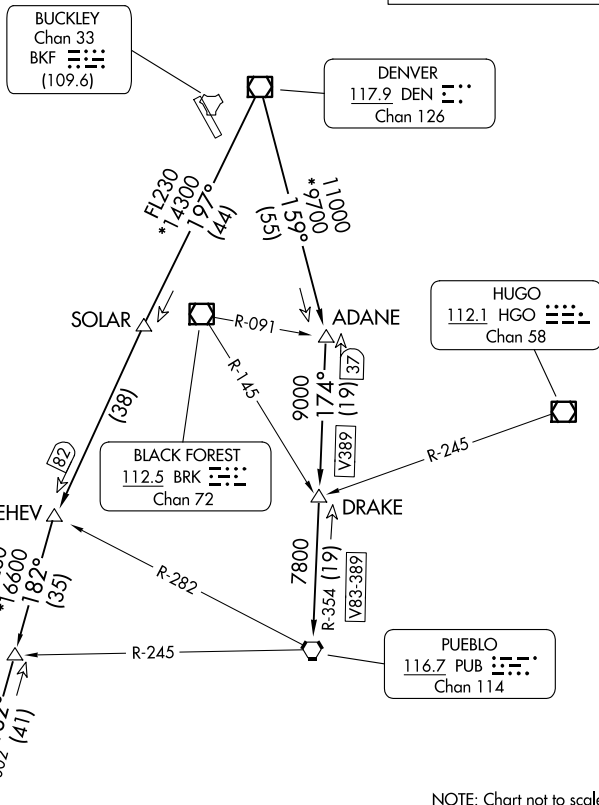 BUCKLEY
Chan 33
BKF
(109.6)
DENVER
117.9 DEN
Chan 126
FL230
*14300
197°
(44)
11000
*9700
159°
(55)
SOLAR
R-091
ADANE
HUGO
112.1 HGO
Chan 58
37
9000
174°
(19)
V389
R-145
(38)
R-245
BLACK FOREST
112.5 BRK
Chan 72
82
DRAKE
R-282
*16600
182°
(35)
7800
R-354 (19)
V83-389
R-245
PUEBLO
116.7 PUB
Chan 114
(41)
NOTE: Chart not to scale